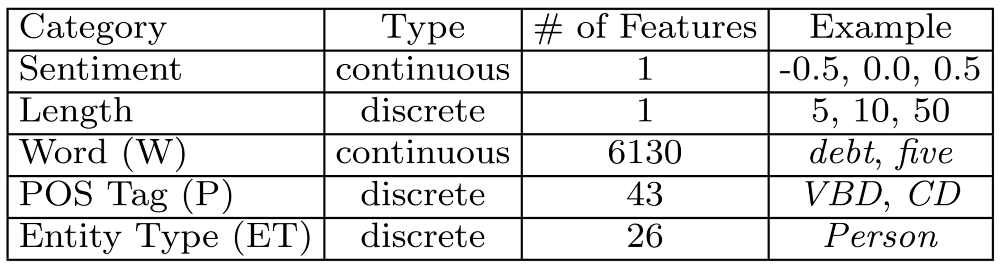 Category Type # of Features Example
Sentiment continuous 1 -0.5, 0.0, 0.5
Length discrete 1 5, 10, 50
Word (W) continuous 6130 debt, five
POS Tag (P) discrete 43 VBD, CD
Entity Type (ET) discrete 26 Person